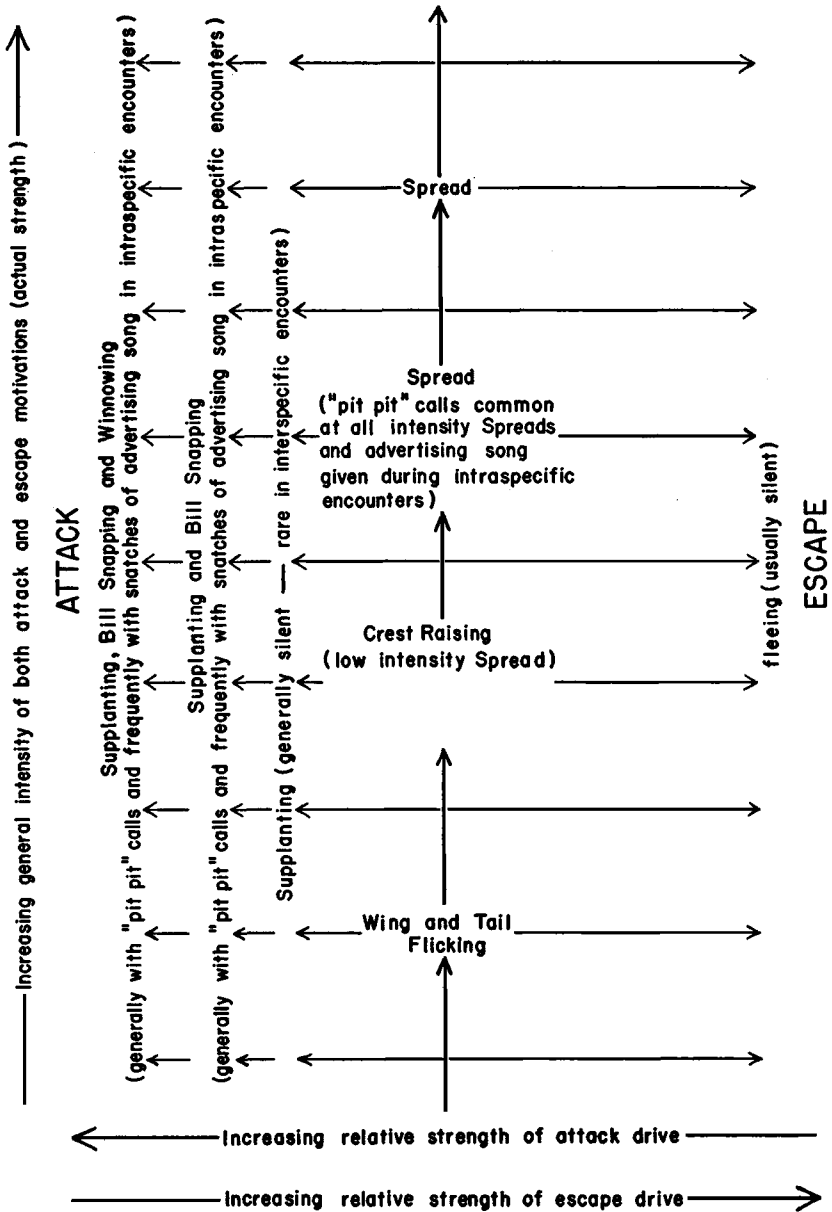 Increasing general intensity of both attack and escape motivations (actual strength)
ATTACK
Supplanting, Bill Snapping and Winnowing
(generally with "pit pit" calls and frequently with snatches of advertising song in intraspecific encounters)
Supplanting and Bill Snapping
(generally with "pit pit" calls and frequently with snatches of advertising song in intraspecific encounters)
Supplanting (generally silent — rare in interspecific encounters)
Spread
Spread
("pit pit" calls common
at all intensity Spreads
and advertising song
given during intraspecific
encounters)
Crest Raising
(low intensity Spread)
Wing and Tail
Flicking
fleeing (usually silent)
ESCAPE
Increasing relative strength of attack drive
Increasing relative strength of escape drive